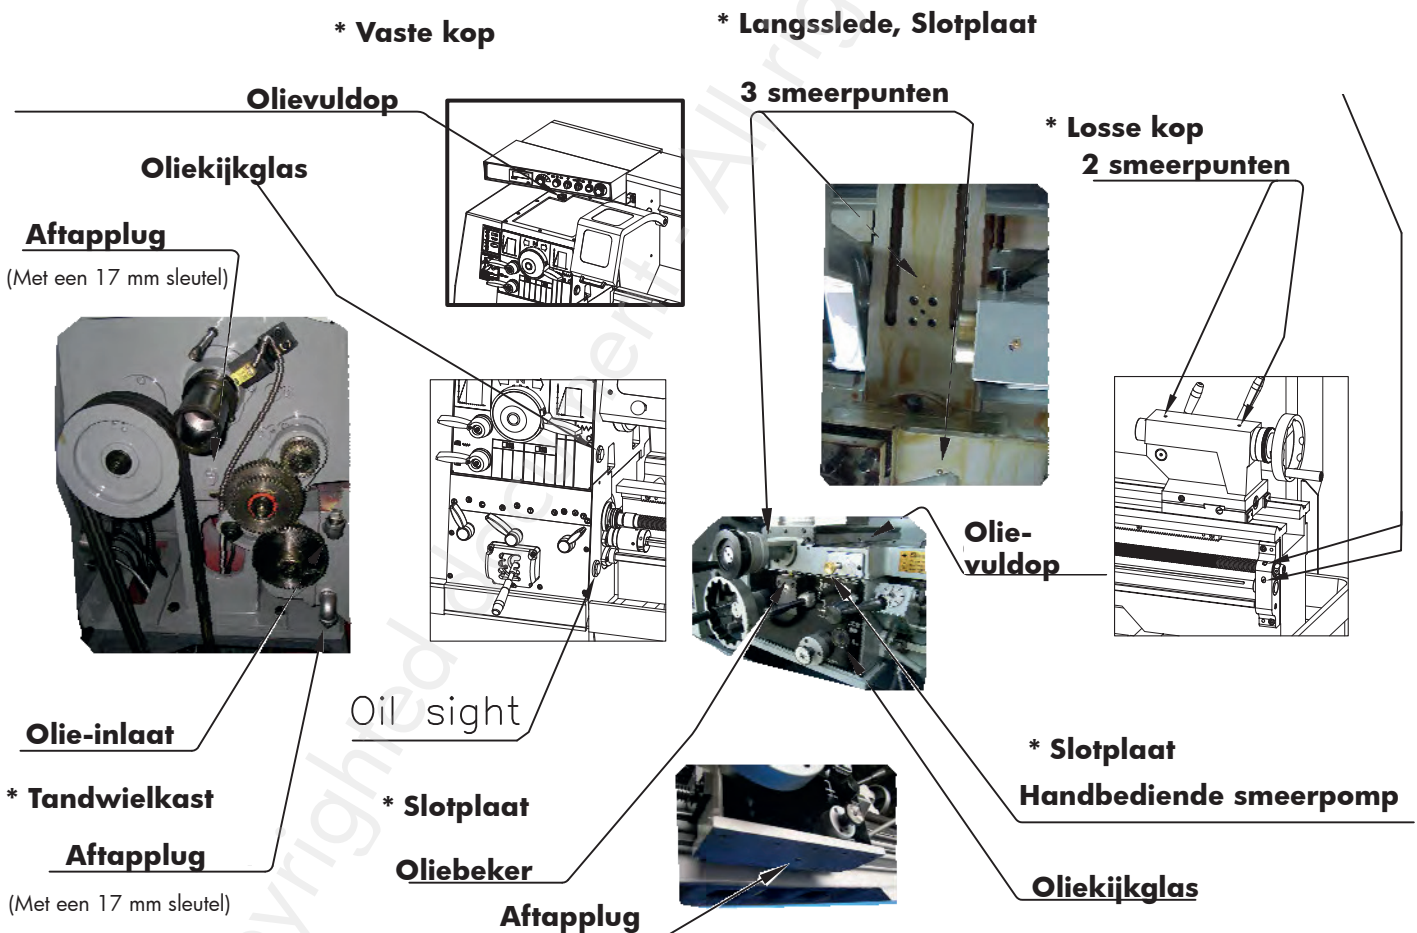 * Vaste kop
* Langsslede, Slotplaat
Olievuldop
3 smeerpunten
* Losse kop
2 smeerpunten
Oliekijkglas
Aftapplug
(Met een 17 mm sleutel)
Olie-
vuldop
Oil sight
Olie-inlaat
* Tandwielkast
Aftapplug
(Met een 17 mm sleutel)
* Slotplaat
Oliebeker
Aftapplug
* Slotplaat
Handbediende smeerpomp
Oliekijkglas